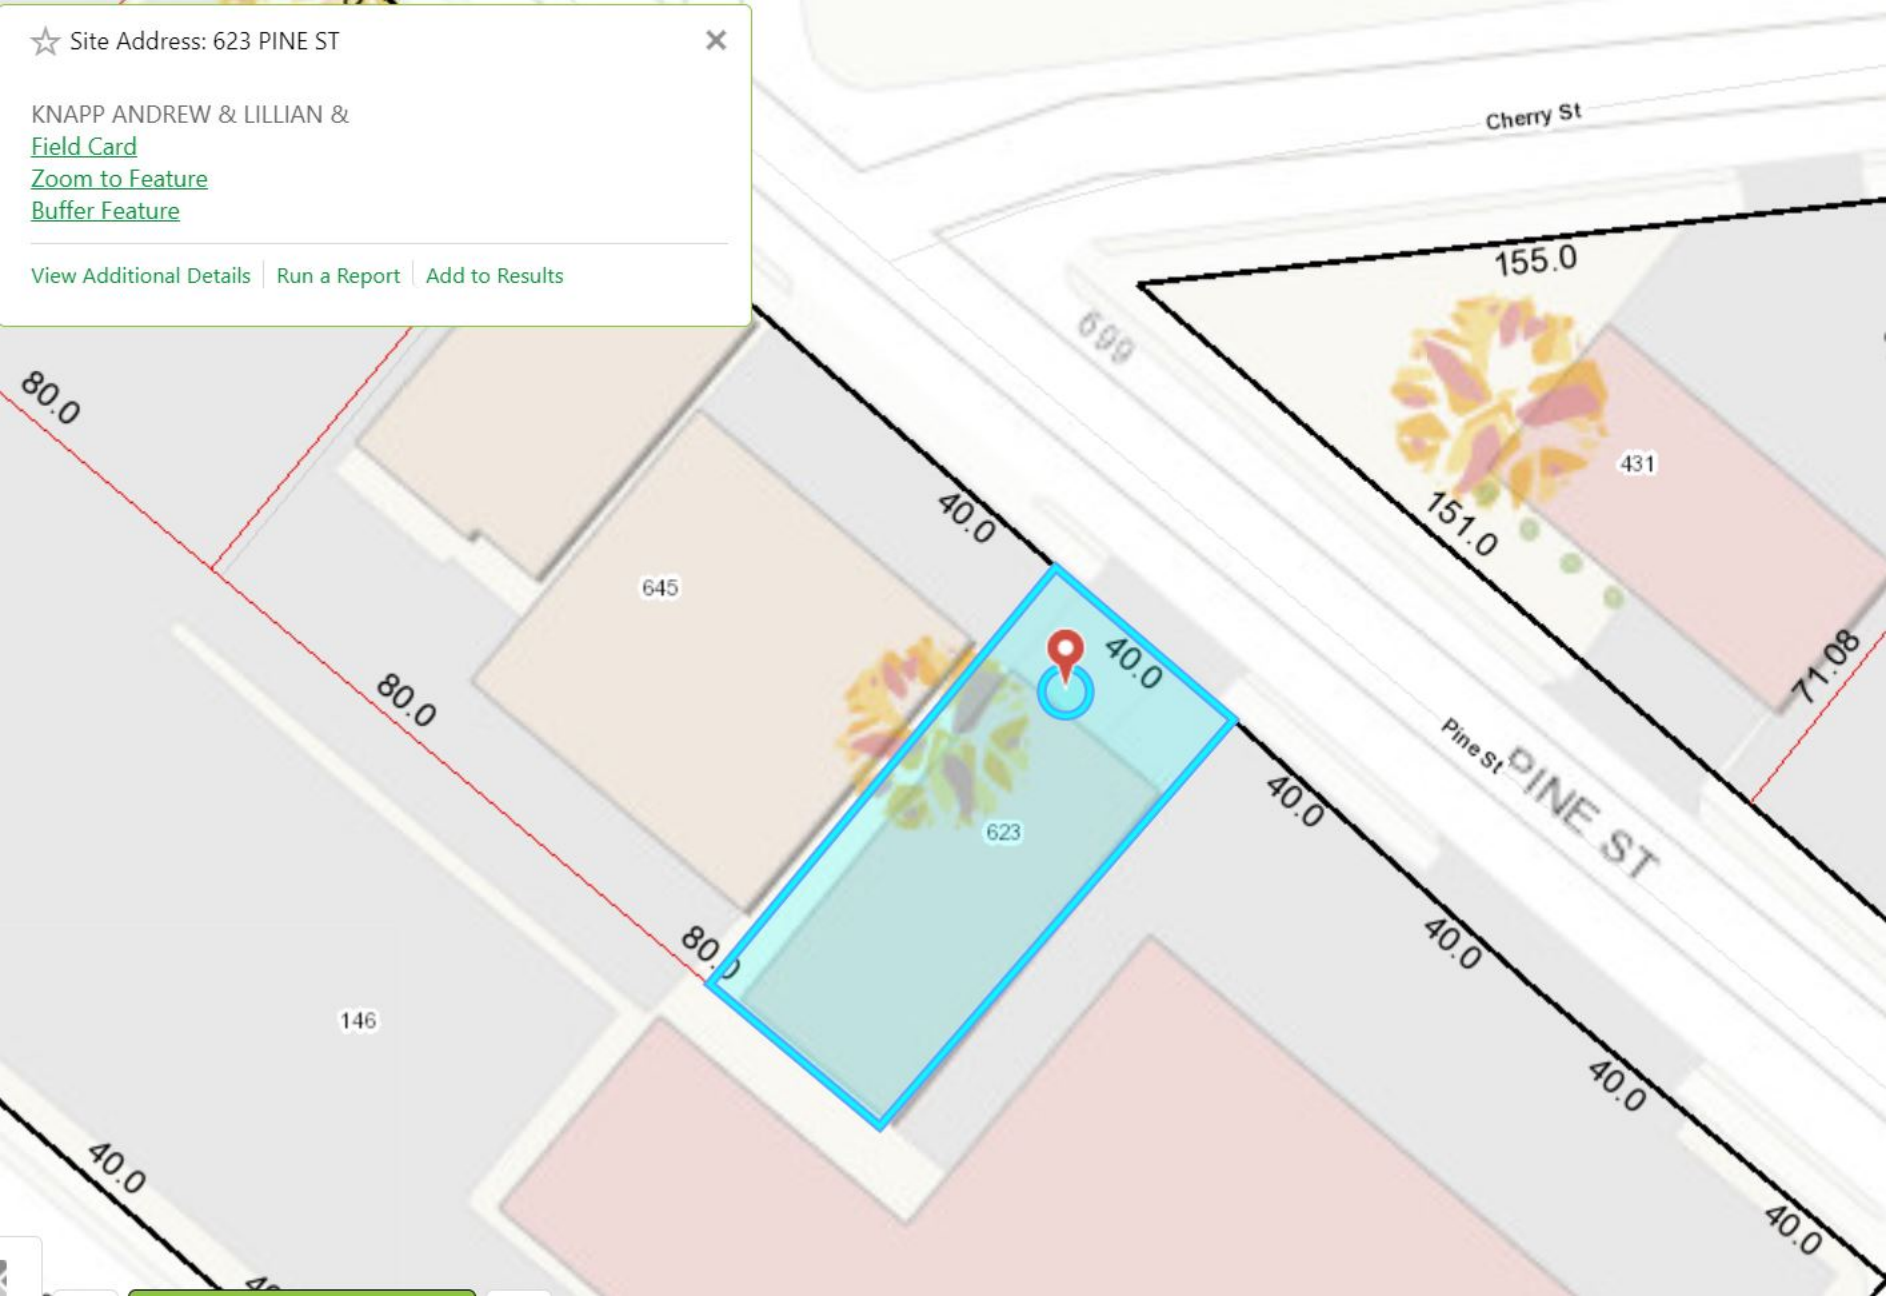 Site Address: 623 PINE ST
KNAPP ANDREW & LILLIAN &
Field Card
Zoom to Feature
Buffer Feature
View Additional Details
Run a Report
Add to Results
Cherry St
155.0
699
80.0
431
151.0
40.0
645
40.0
71.08
80.0
Pine St
PINE ST
40.0
623
80.0
40.0
146
40.0
40.0
40.0